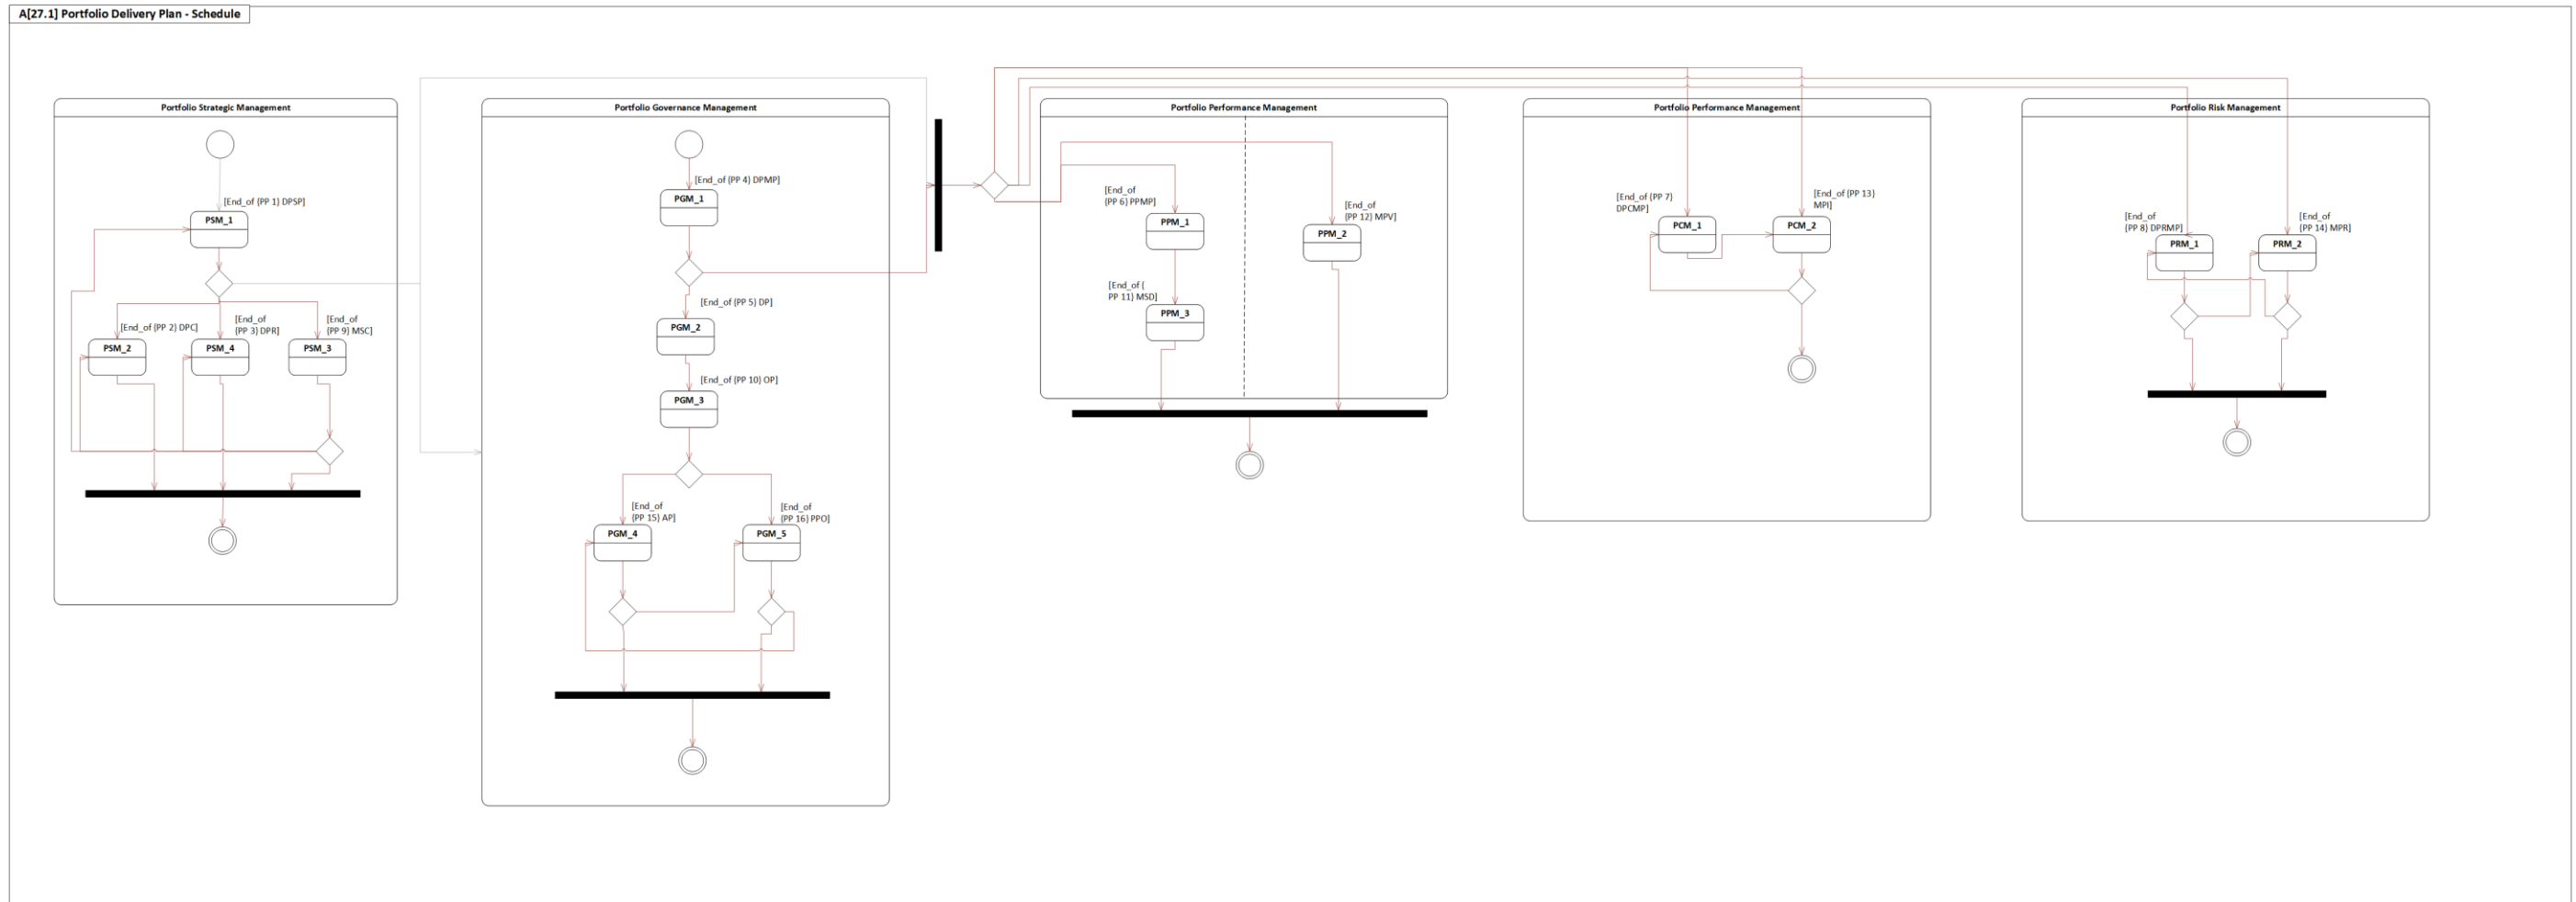 A[27.1] Portfolio Delivery Plan - Schedule
Portfolio Strategic Management
[End_of (PP 1) DPSP]
PSM_1
[End_of (PP 2) DPC]
PSM_2
[End_of
(PP 3) DPR]
PSM_4
[End_of
(PP 9) MSC]
PSM_3
Portfolio Governance Management
[End_of (PP 4) DPMP]
PGM_1
[End_of (PP 5) DP]
PGM_2
[End_of (PP 10) OP]
PGM_3
[End_of
(PP 15) AP]
PGM_4
[End_of
(PP 16) PPO]
PGM_5
Portfolio Performance Management
[End_of
(PP 6) PPMP]
PPM_1
[End_of (
PP 11) MSD]
PPM_3
[End_of
(PP 12) MPV]
PPM_2
Portfolio Performance Management
[End_of (PP 7)
DPCMP]
PCM_1
[End_of (PP 13)
MPI]
PCM_2
Portfolio Risk Management
[End_of
(PP 8) DPRMP]
PRM_1
[End_of
(PP 14) MPR]
PRM_2